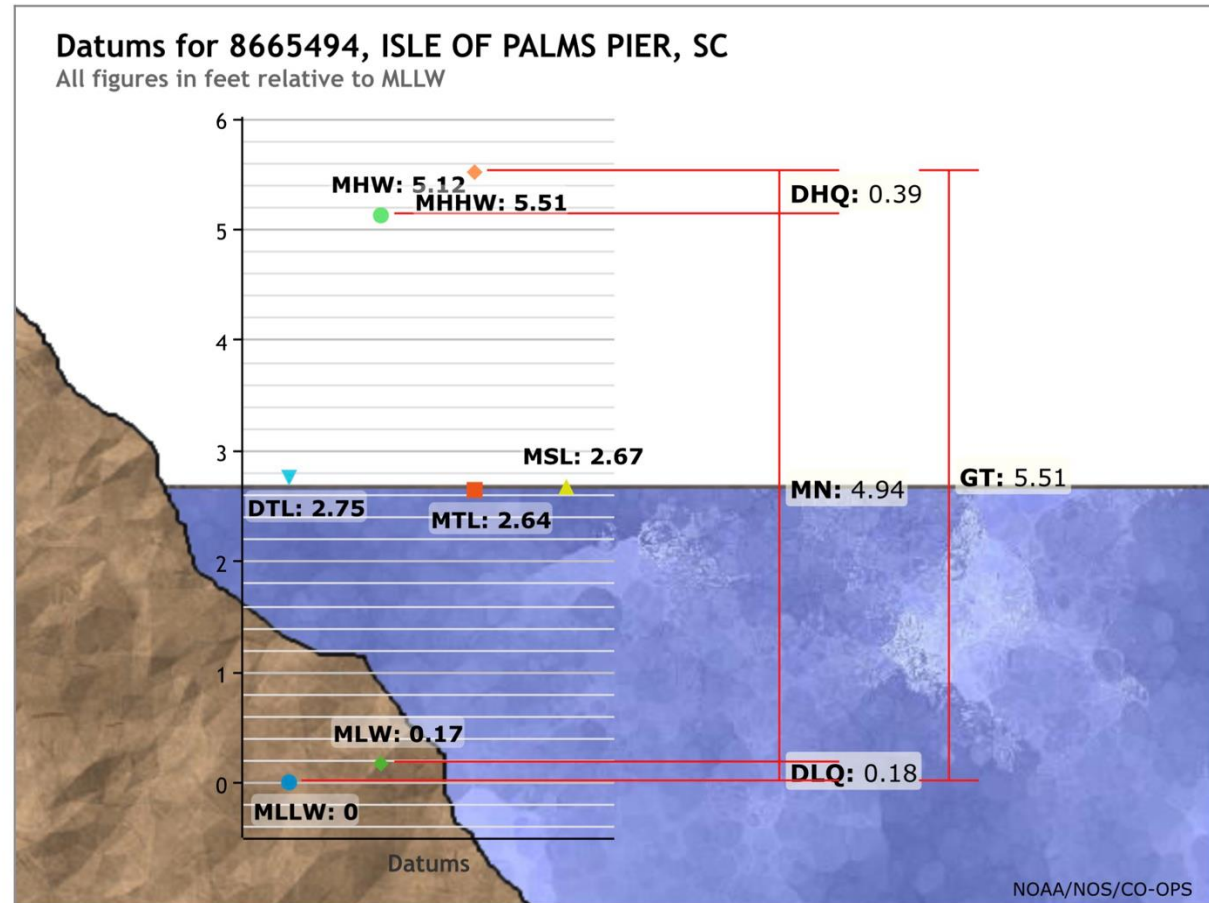 Datums for 8665494, ISLE OF PALMS PIER, SC
All figures in feet relative to MLLW
6
MHW: 5.12
DHQ: 0.39
MHHW: 5.51
5
4
3
MSL: 2.67
GT: 5.51
MN: 4.94
DTL: 2.75
MTL: 2.64
2
1
MLW: 0.17
DLQ: 0.18
0
MLLW: 0
Datums
NOAA/NOS/CO-OPS